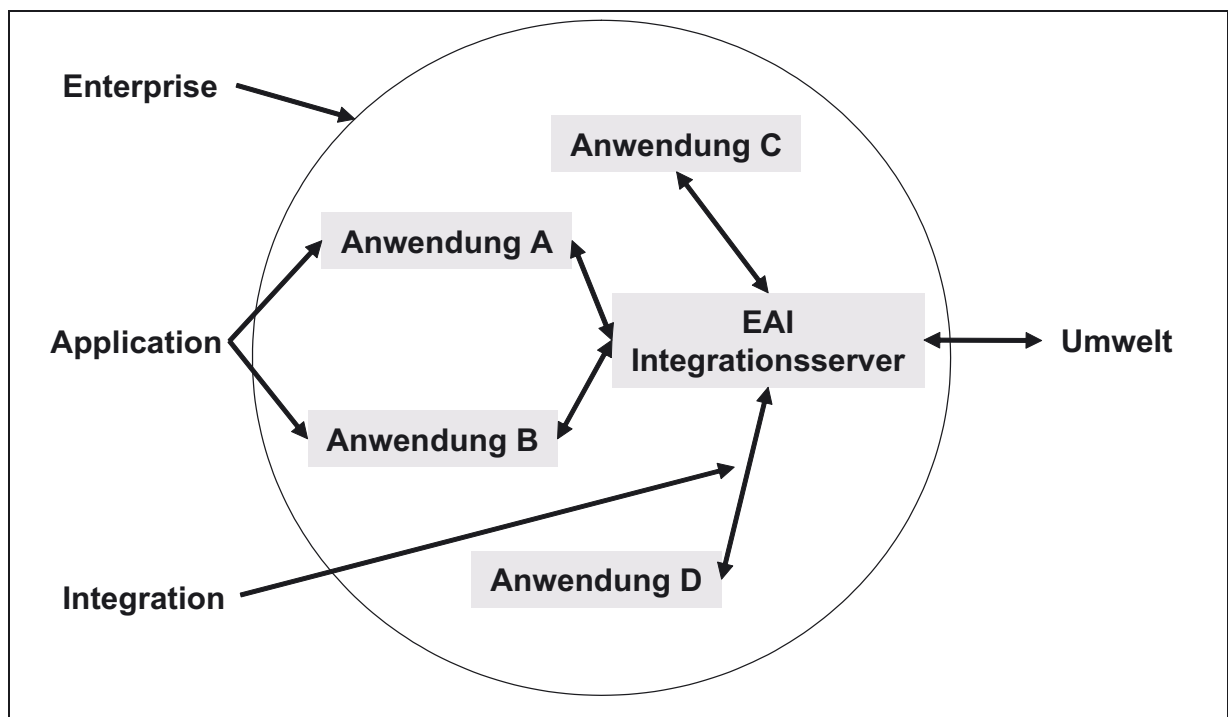 Enterprise
Anwendung C
Anwendung A
Application
EAI
Integrationsserver
Umwelt
Anwendung B
Anwendung D
Integration